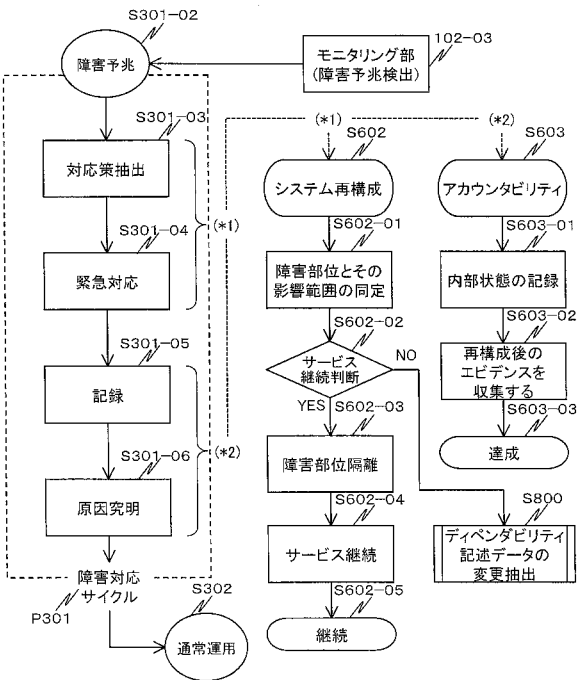 S301-02
障害予兆
モニタリング部
(障害予兆検出)
102-03
S301-03
対応策抽出
S301-04
(*1)
緊急対応
S301-05
記録
S301-06
(*2)
原因究明
障害対応
サイクル
P301
S302
通常運用
(*1)
S602
システム再構成
S602-01
障害部位とその
影響範囲の同定
S602-02
サービス
継続判断
NO
YES
S602-03
障害部位隔離
S602-04
サービス継続
S602-05
継続
(*2)
S603
アカウンタビリティ
S603-01
内部状態の記録
S603-02
再構成後の
エビデンスを
収集する
S603-03
達成
S800
ディペンダビリティ
記述データの
変更抽出